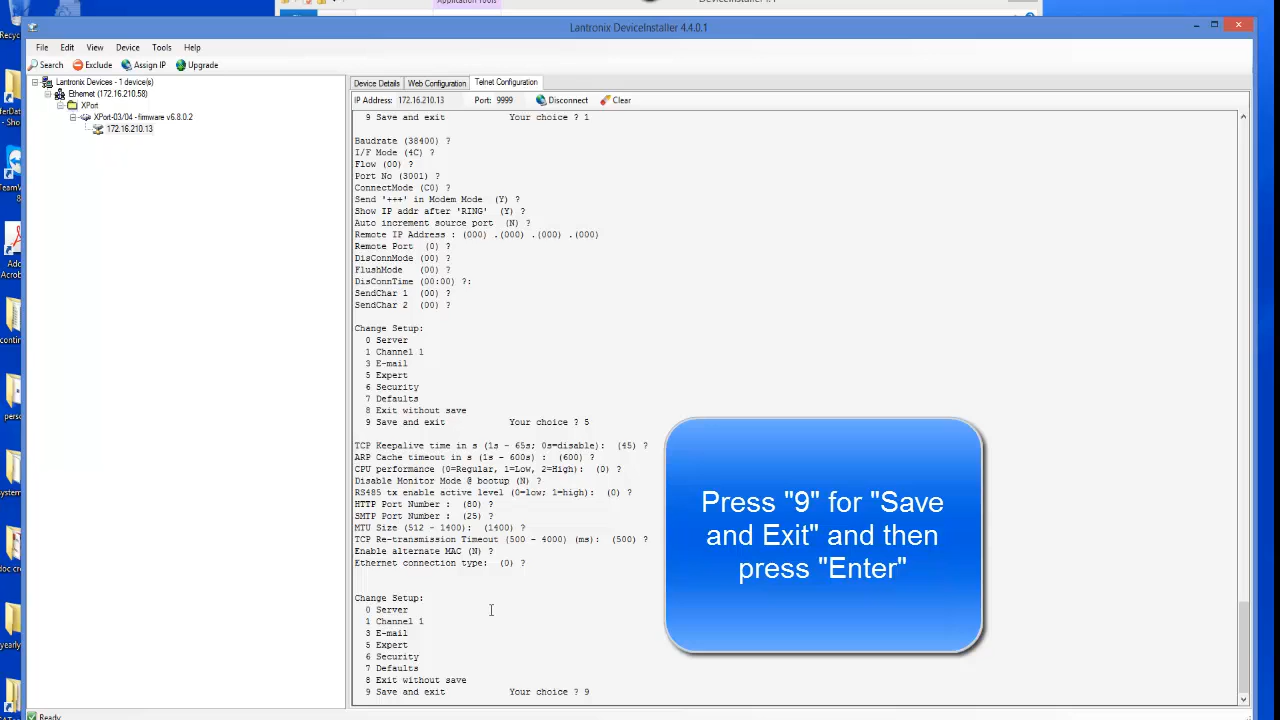 Application Tools
Lantronix DeviceInstaller 4.4.0.1
File Edit View Device Tools Help
Search Exclude Assign IP Upgrade
Lantronix Devices - 1 device(s)
Ethernet (172.16.210.58)
XPort
XPort-03/04 - firmware v6.8.0.2
172.16.210.13
Device Details Web Configuration Telnet Configuration
IP Address: 172.16.210.13 Port: 9999 Disconnect Clear
9 Save and exit Your choice ? 1
Baudrate (38400) ?
I/F Mode (4C) ?
Flow (00) ?
Port No (3001) ?
ConnectMode (C0) ?
Send '+++' in Modem Mode (Y) ?
Show IP addr after 'RING' (Y) ?
Auto increment source port (N) ?
Remote IP Address : (000) .(000) .(000) .(000)
Remote Port (0) ?
DisConnMode (00) ?
FlushMode (00) ?
DisConnTime (00:00) ?:
SendChar 1 (00) ?
SendChar 2 (00) ?
Change Setup:
0 Server
1 Channel 1
3 E-mail
5 Expert
6 Security
7 Defaults
8 Exit without save
9 Save and exit Your choice ? 5
TCP Keepalive time in s (1s - 65s; 0s=disable): (45) ?
ARP Cache timeout in s (1s - 600s) : (600) ?
CPU performance (0=Regular, 1=Low, 2=High): (0) ?
Disable Monitor Mode @ bootup (N) ?
RS485 tx enable active level (0=low; 1=high): (0) ?
HTTP Port Number : (80) ?
SMTP Port Number : (25) ?
MTU Size (512 - 1400): (1400) ?
TCP Re-transmission Timeout (500 - 4000) (ms): (500) ?
Enable alternate MAC (N) ?
Ethernet connection type: (0) ?
Change Setup:
0 Server
1 Channel 1
3 E-mail
5 Expert
6 Security
7 Defaults
8 Exit without save
9 Save and exit Your choice ? 9
Press "9" for "Save
and Exit" and then
press "Enter"
Ready